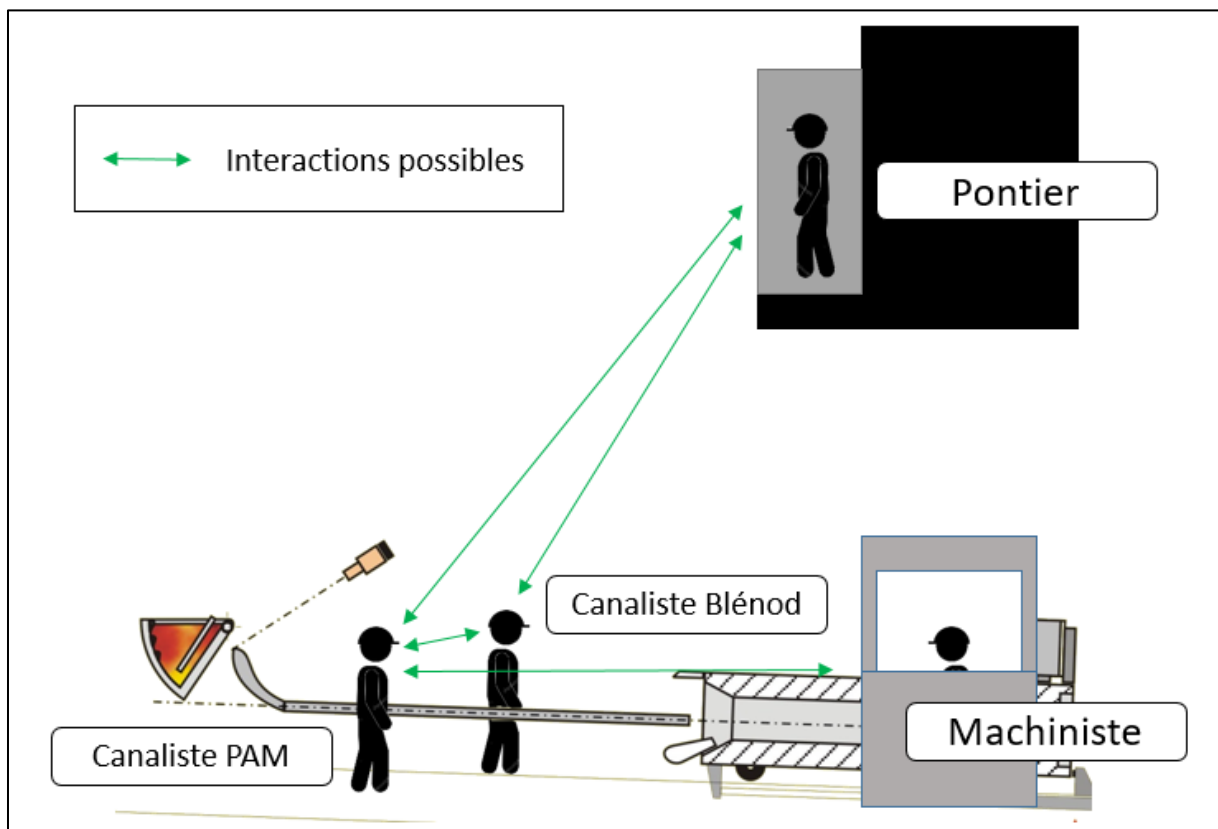 Interactions possibles
Pontier
Canaliste Blénod
Canaliste PAM
Machiniste